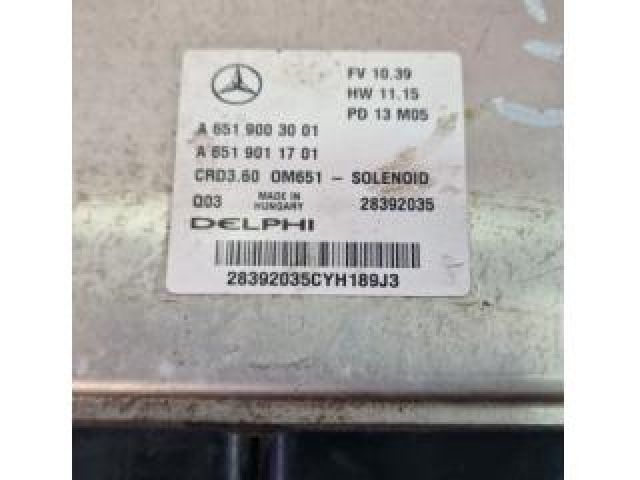 FV 10.39
HW 11.15
PD 13 M05
A 651 900 30 01
A 651 901 17 01
CRD3.60 OM651 - SOLENOID
003 MADE IN HUNGARY 28392035
DELPHI
28392035CYH189J3